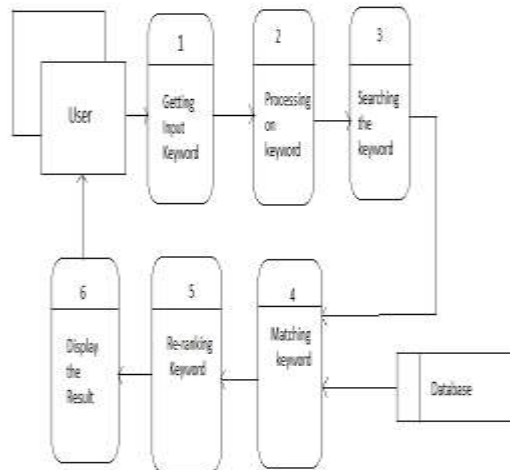 1
2
3
User
Getting
Input
Keyword
Processing
on
keyword
Searching
the
keyword
6
5
4
Display
the
Result
Re-ranking
Keyword
Matching
keyword
Database